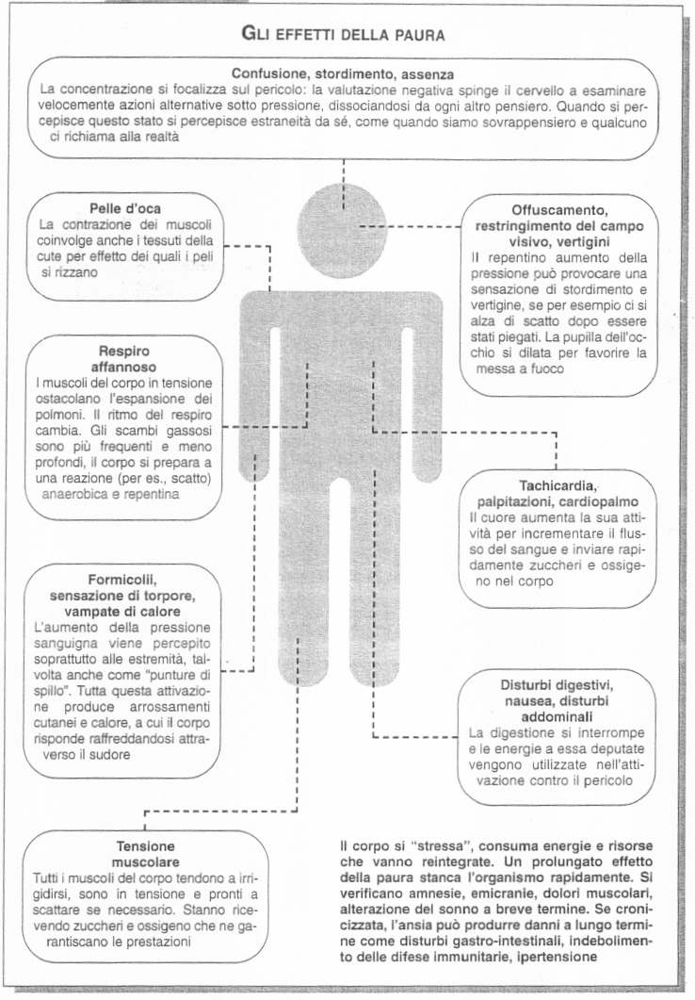 GLI EFFETTI DELLA PAURA
Confusione, stordimento, assenza
La concentrazione si focalizza sul pericolo: la valutazione negativa spinge il cervello a esaminare
velocemente azioni alternative sotto pressione, dissociandosi da ogni altro pensiero. Quando si per-
cepisce questo stato si percepisce estraneità da sé, come quando siamo sovrappensiero e qualcuno
ci richiama alla realtà
Pelle d'oca
La contrazione dei muscoli
coinvolge anche i tessuti della
cute per effetto dei quali i peli
si rizzano
Offuscamento,
restringimento del campo
visivo, vertigini
Il repentino aumento della
pressione può provocare una
sensazione di stordimento e
vertigine, se per esempio ci si
alza di scatto dopo essere
stati piegati. La pupilla dell'oc-
chio si dilata per favorire la
messa a fuoco
Respiro
affannoso
I muscoli del corpo in tensione
ostacolano l'espansione dei
polmoni. Il ritmo del respiro
cambia. Gli scambi gassosi
sono più frequenti e meno
profondi, il corpo si prepara a
una reazione (per es., scatto)
anaerobica e repentina
Tachicardia,
palpitazioni, cardiopalmo
Il cuore aumenta la sua atti-
vità per incrementare il flus-
so del sangue e inviare rapi-
damente zuccheri e ossige-
no nel corpo
Formicolii,
sensazione di torpore,
vampate di calore
L'aumento della pressione
sanguigna viene percepito
soprattutto alle estremità, tal-
volta anche come "punture di
spillo". Tutta questa attivazio-
ne produce arrossamenti
cutanei e calore, a cui il corpo
risponde raffreddandosi attra-
verso il sudore
Disturbi digestivi,
nausea, disturbi
addominali
La digestione si interrompe
e le energie a essa deputate
vengono utilizzate nell'atti-
vazione contro il pericolo
Tensione
muscolare
Tutti i muscoli del corpo tendono a irri-
gidirsi, sono in tensione e pronti a
scattare se necessario. Stanno rice-
vendo zuccheri e ossigeno che ne ga-
rantiscano le prestazioni
Il corpo si "stressa", consuma energie e risorse
che vanno reintegrate. Un prolungato effetto
della paura stanca l'organismo rapidamente. Si
verificano amnesie, emicranie, dolori muscolari,
alterazione del sonno a breve termine. Se croni-
cizzata, l'ansia può produrre danni a lungo termi-
ne come disturbi gastro-intestinali, indebolimen-
to delle difese immunitarie, ipertensione